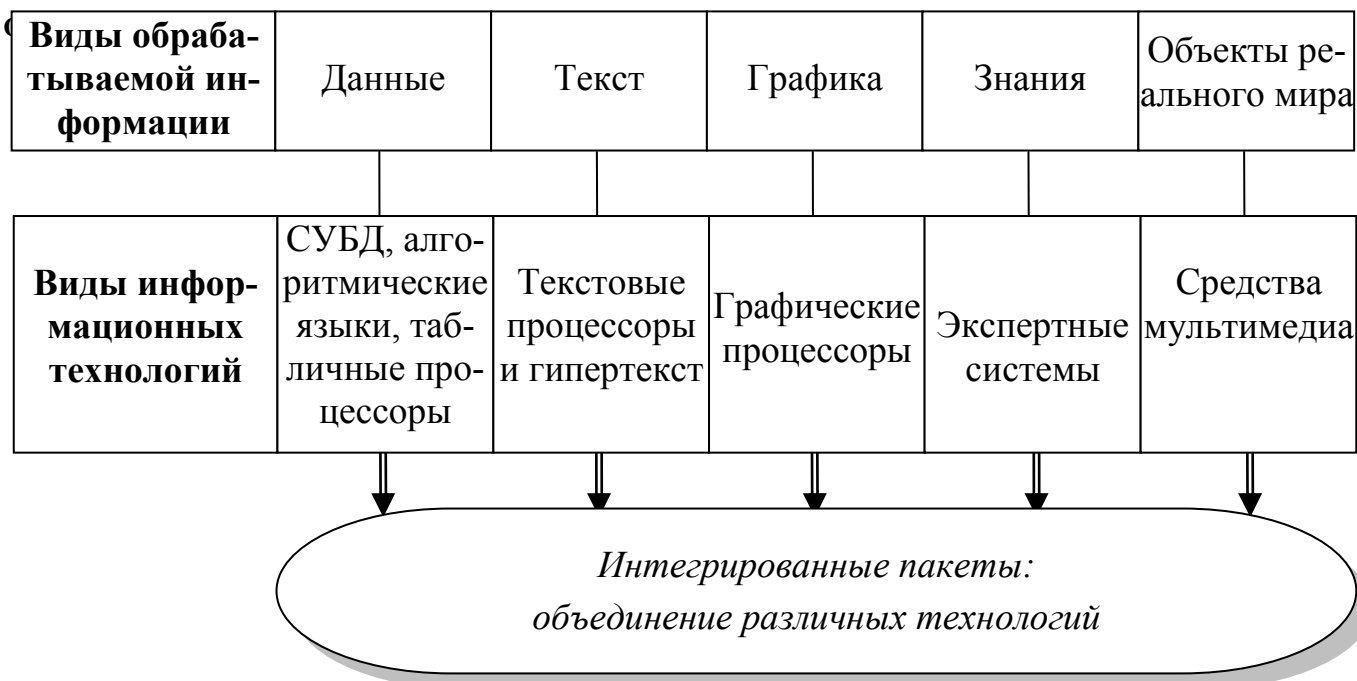 Виды обраба-
тываемой ин-
формации
Данные
Текст
Графика
Знания
Объекты ре-
ального мира
Виды инфор-
мационных
технологий
СУБД, алго-
ритмические
языки, таб-
личные про-
цессоры
Текстовые
процессоры
и гипертекст
Графические
процессоры
Экспертные
системы
Средства
мультимедиа
Интегрированные пакеты:
объединение различных технологий